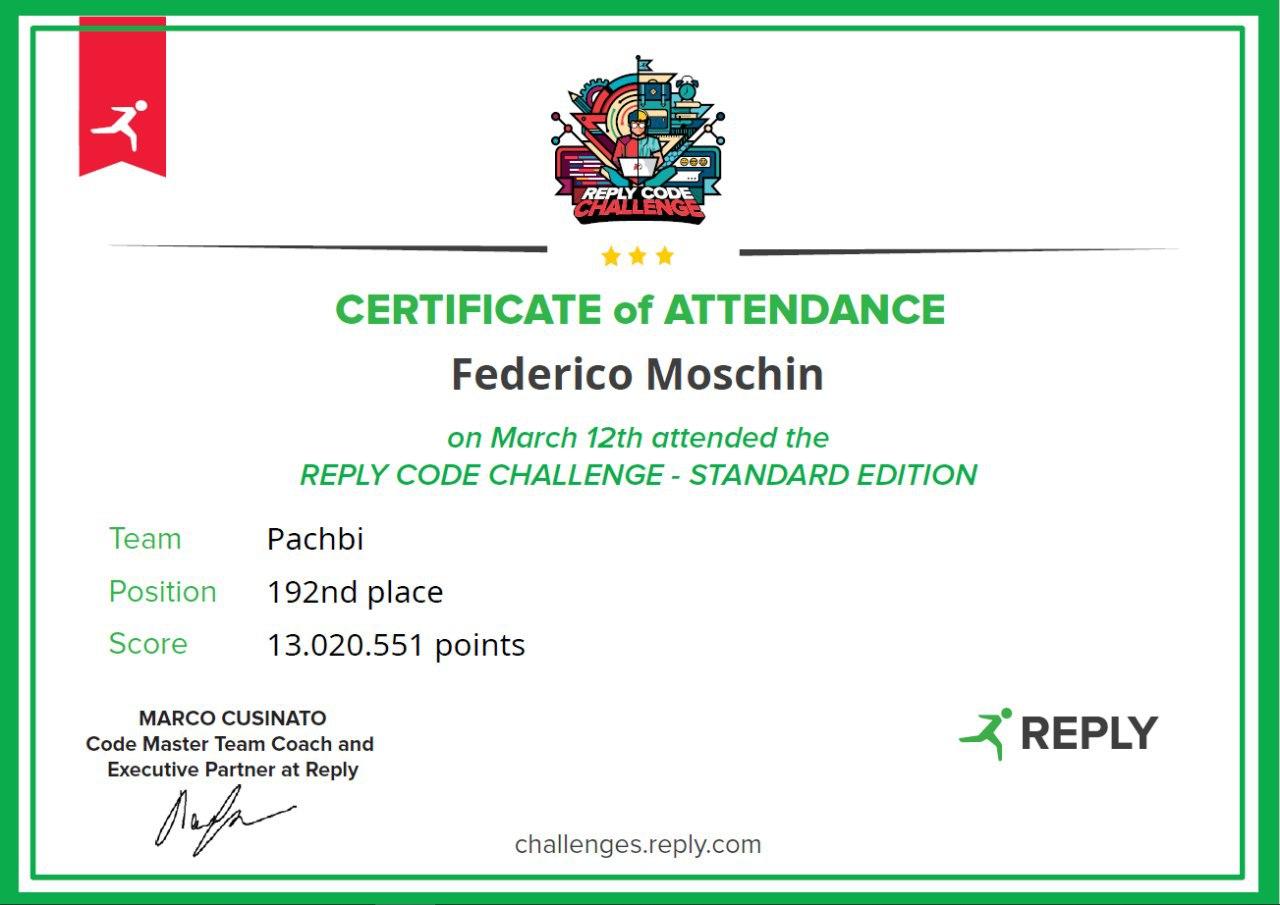 REPLY CODE
CHALLENGE
CERTIFICATE of ATTENDANCE
Federico Moschin
on March 12th attended the
REPLY CODE CHALLENGE - STANDARD EDITION
Team Pachbi
Position 192nd place
Score 13.020.551 points
MARCO CUSINATO
Code Master Team Coach and
Executive Partner at Reply
REPLY
challenges.reply.com